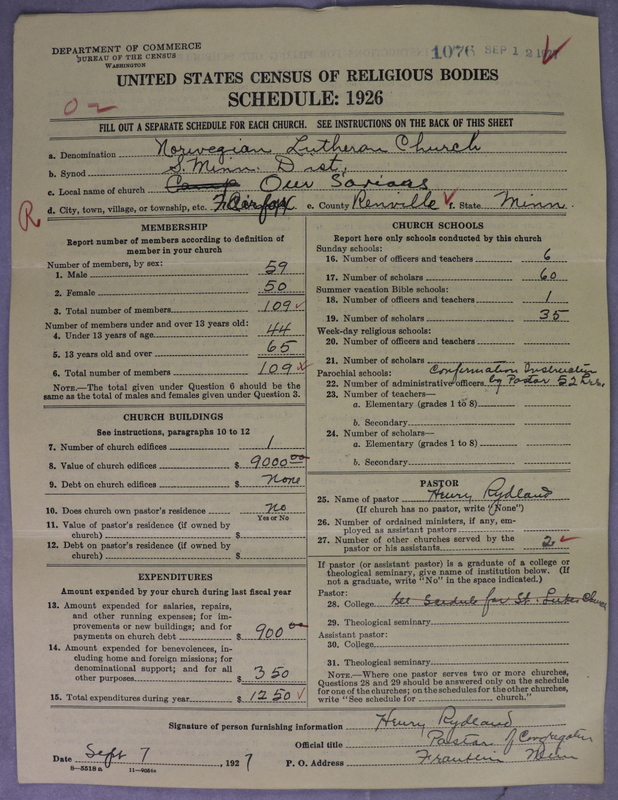 DEPARTMENT OF COMMERCE
BUREAU OF THE CENSUS
WASHINGTON
1076 SEP 12 1927
UNITED STATES CENSUS OF RELIGIOUS BODIES
SCHEDULE: 1926
FILL OUT A SEPARATE SCHEDULE FOR EACH CHURCH. SEE INSTRUCTIONS ON THE BACK OF THIS SHEET
a. Denomination Norwegian Lutheran Church
b. Synod S. Minn. Dist.
c. Local name of church Our Saviors
R d. City, town, village, or township, etc. Fairfax e. County Renville f. State Minn.
MEMBERSHIP
Report number of members according to definition of
member in your church
Number of members, by sex:
1. Male 59
2. Female 50
3. Total number of members 109
Number of members under and over 13 years old:
4. Under 13 years of age 44
5. 13 years old and over 65
6. Total number of members 109
NOTE.—The total given under Question 6 should be the
same as the total of males and females given under Question 3.
CHURCH BUILDINGS
See instructions, paragraphs 10 to 12
7. Number of church edifices 1
8. Value of church edifices $ 9000 00
9. Debt on church edifices $ None
10. Does church own pastor's residence No
Yes or No
11. Value of pastor's residence (if owned by
church) $
12. Debt on pastor's residence (if owned by
church) $
EXPENDITURES
Amount expended by your church during last fiscal year
13. Amount expended for salaries, repairs,
and other running expenses; for im-
provements or new buildings; and for
payments on church debt $ 900 00
14. Amount expended for benevolences, in-
cluding home and foreign missions; for
denominational support; and for all
other purposes $ 350
15. Total expenditures during year $ 1250
CHURCH SCHOOLS
Report here only schools conducted by this church
Sunday schools:
16. Number of officers and teachers 6
17. Number of scholars 60
Summer vacation Bible schools:
18. Number of officers and teachers 1
19. Number of scholars 35
Week-day religious schools:
20. Number of officers and teachers
21. Number of scholars
Parochial schools: Confirmation Instruction
22. Number of administrative officers by Pastor 52 Hrs.
23. Number of teachers—
a. Elementary (grades 1 to 8)
b. Secondary
24. Number of scholars—
a. Elementary (grades 1 to 8)
b. Secondary
PASTOR
25. Name of pastor Henry Rydland
(If church has no pastor, write "None")
26. Number of ordained ministers, if any, em-
ployed as assistant pastors
27. Number of other churches served by the
pastor or his assistants 2
If pastor (or assistant pastor) is a graduate of a college or
theological seminary, give name of institution below. (If
not a graduate, write "No" in the space indicated.)
Pastor:
28. College See Scedule for St. Lukes Church
29. Theological seminary
Assistant pastor:
30. College
31. Theological seminary
NOTE.—Where one pastor serves two or more churches,
Questions 28 and 29 should be answered only on the schedule
for one of the churches; on the schedules for the other churches,
write "See schedule for church."
Signature of person furnishing information Henry Rydland
Official title Pastor of Congregation
Date Sept 7, 1927 P. O. Address Franklin Minn
8—5518 a 11—9054a